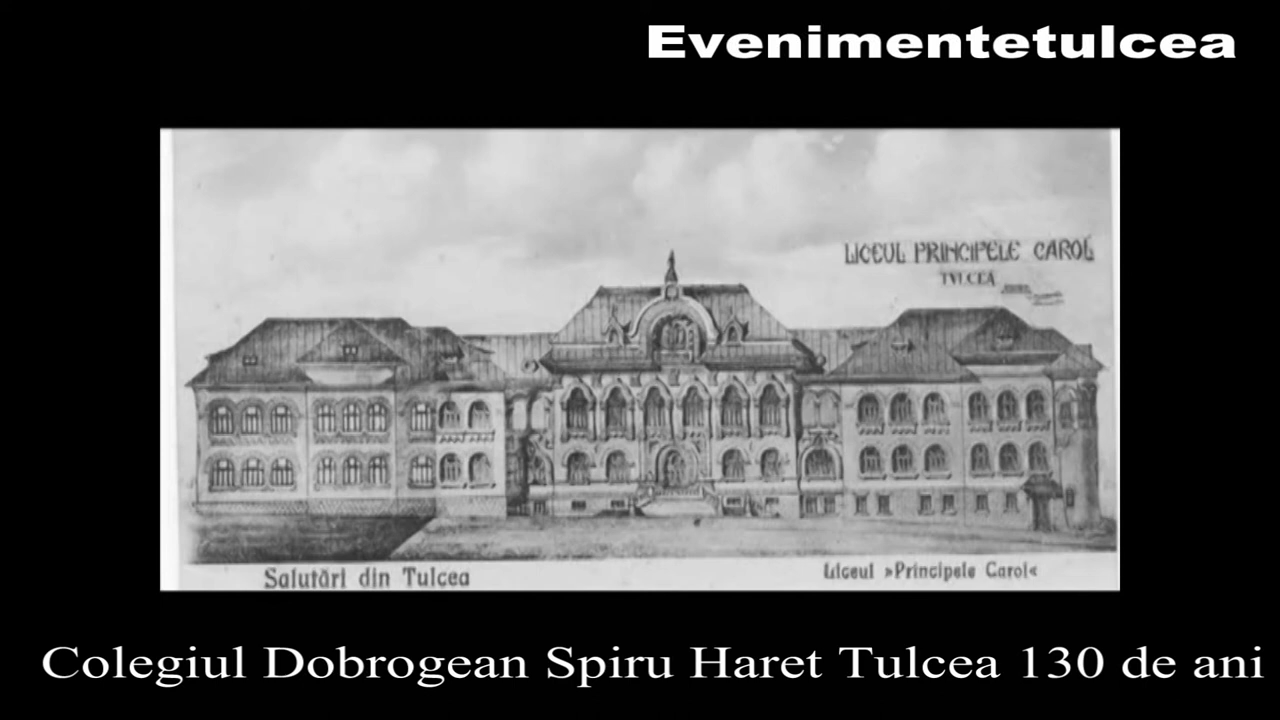 Evenimentetulcea
LICEUL PRINCIPELE CAROL
TULCEA
Salutări din Tulcea
Liceul »Principele Carol«
Colegiul Dobrogean Spiru Haret Tulcea 130 de ani